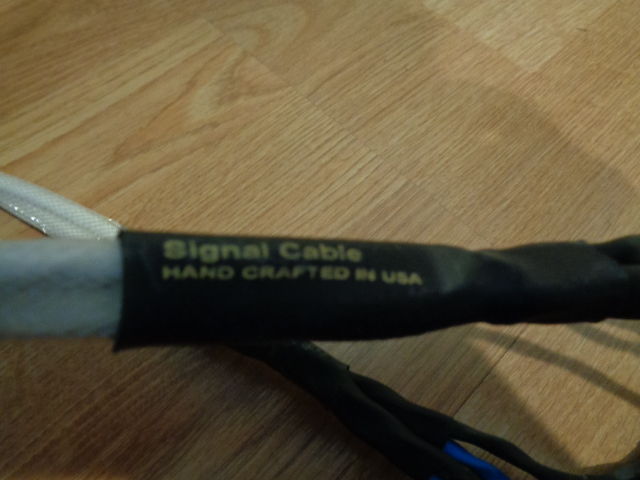 Signal Cable
HAND CRAFTED IN USA